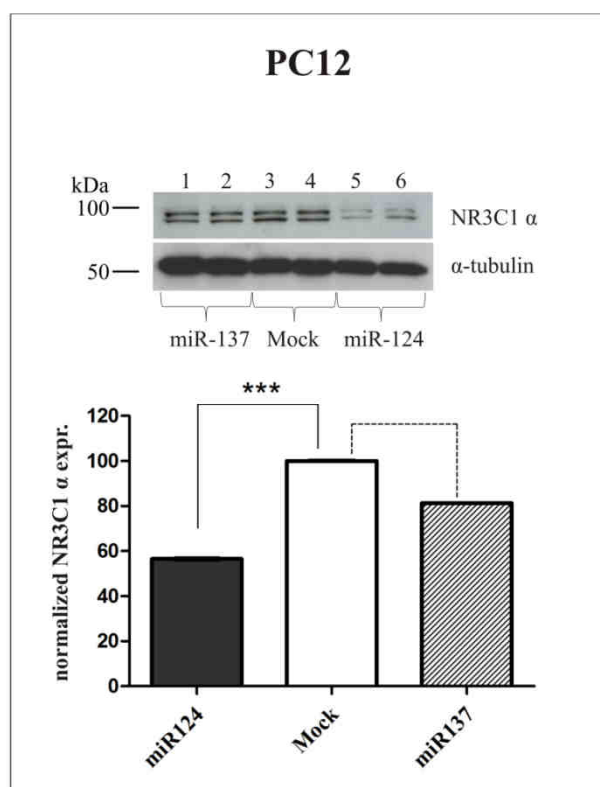 PC12
kDa
1 2 3 4 5 6
100
NR3C1 α
50
α-tubulin
miR-137 Mock miR-124
***
normalized NR3C1 α expr.
120
100
80
60
40
20
0
miR124
Mock
miR137